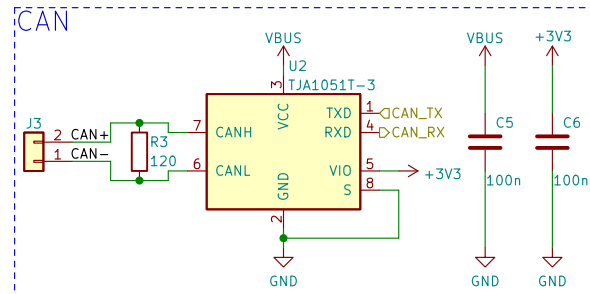 CAN
VBUS
U2
TJA1051T-3
3
VCC
J3
2 CAN+
1 CAN-
R3
120
7 CANH
6 CANL
TXD 1 CAN_TX
RXD 4 CAN_RX
VIO 5 +3V3
S 8
GND
2
GND
VBUS
C5
100n
GND
+3V3
C6
100n
GND